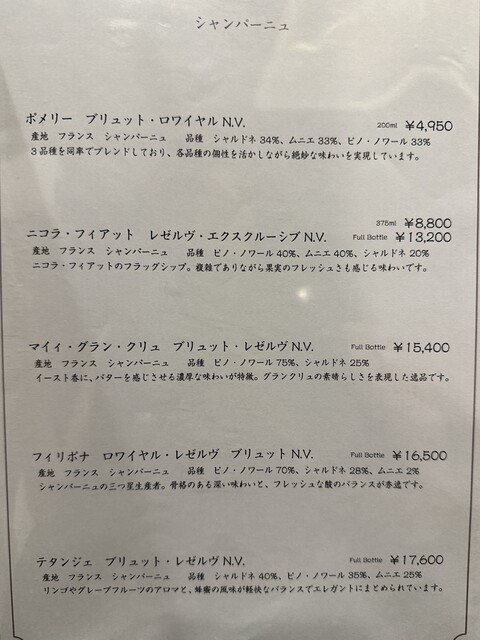 シャンパーニュ
ポメリー　ブリュット・ロワイヤル N.V.　200ml ￥4,950
産地　フランス　シャンパーニュ　　品種　シャルドネ 34%、ムニエ 33%、ピノ・ノワール 33%
３品種を同率でブレンドしており、各品種の個性を活かしながら絶妙な味わいを実現しています。
375ml ￥8,800
ニコラ・フィアット　レゼルヴ・エクスクルーシブ N.V.　Full Bottle ￥13,200
産地　フランス　シャンパーニュ　　品種　ピノ・ノワール 40%、ムニエ 40%、シャルドネ 20%
ニコラ・フィアットのフラッグシップ。複雑でありながら果実のフレッシュさも感じる味わいです。
マイィ・グラン・クリュ　ブリュット・レゼルヴ N.V.　Full Bottle ￥15,400
産地　フランス　シャンパーニュ　　品種　ピノ・ノワール 75%、シャルドネ 25%
イースト香に、バターを感じさせる濃厚な味わいが特徴。グランクリュの素晴らしさを表現した逸品です。
フィリポナ　ロワイヤル・レゼルヴ　ブリュット N.V.　Full Bottle ￥16,500
産地　フランス　シャンパーニュ　　品種　ピノ・ノワール 70%、シャルドネ 28%、ムニエ 2%
シャンパーニュの三つ星生産者。骨格のある深い味わいと、フレッシュな酸のバランスが秀逸です。
テタンジェ　ブリュット・レゼルヴ N.V.　Full Bottle ￥17,600
産地　フランス　シャンパーニュ　　品種　シャルドネ 40%、ピノ・ノワール 35%、ムニエ 25%
リンゴやグレープフルーツのアロマと、蜂蜜の風味が軽快なバランスでエレガントにまとめられています。